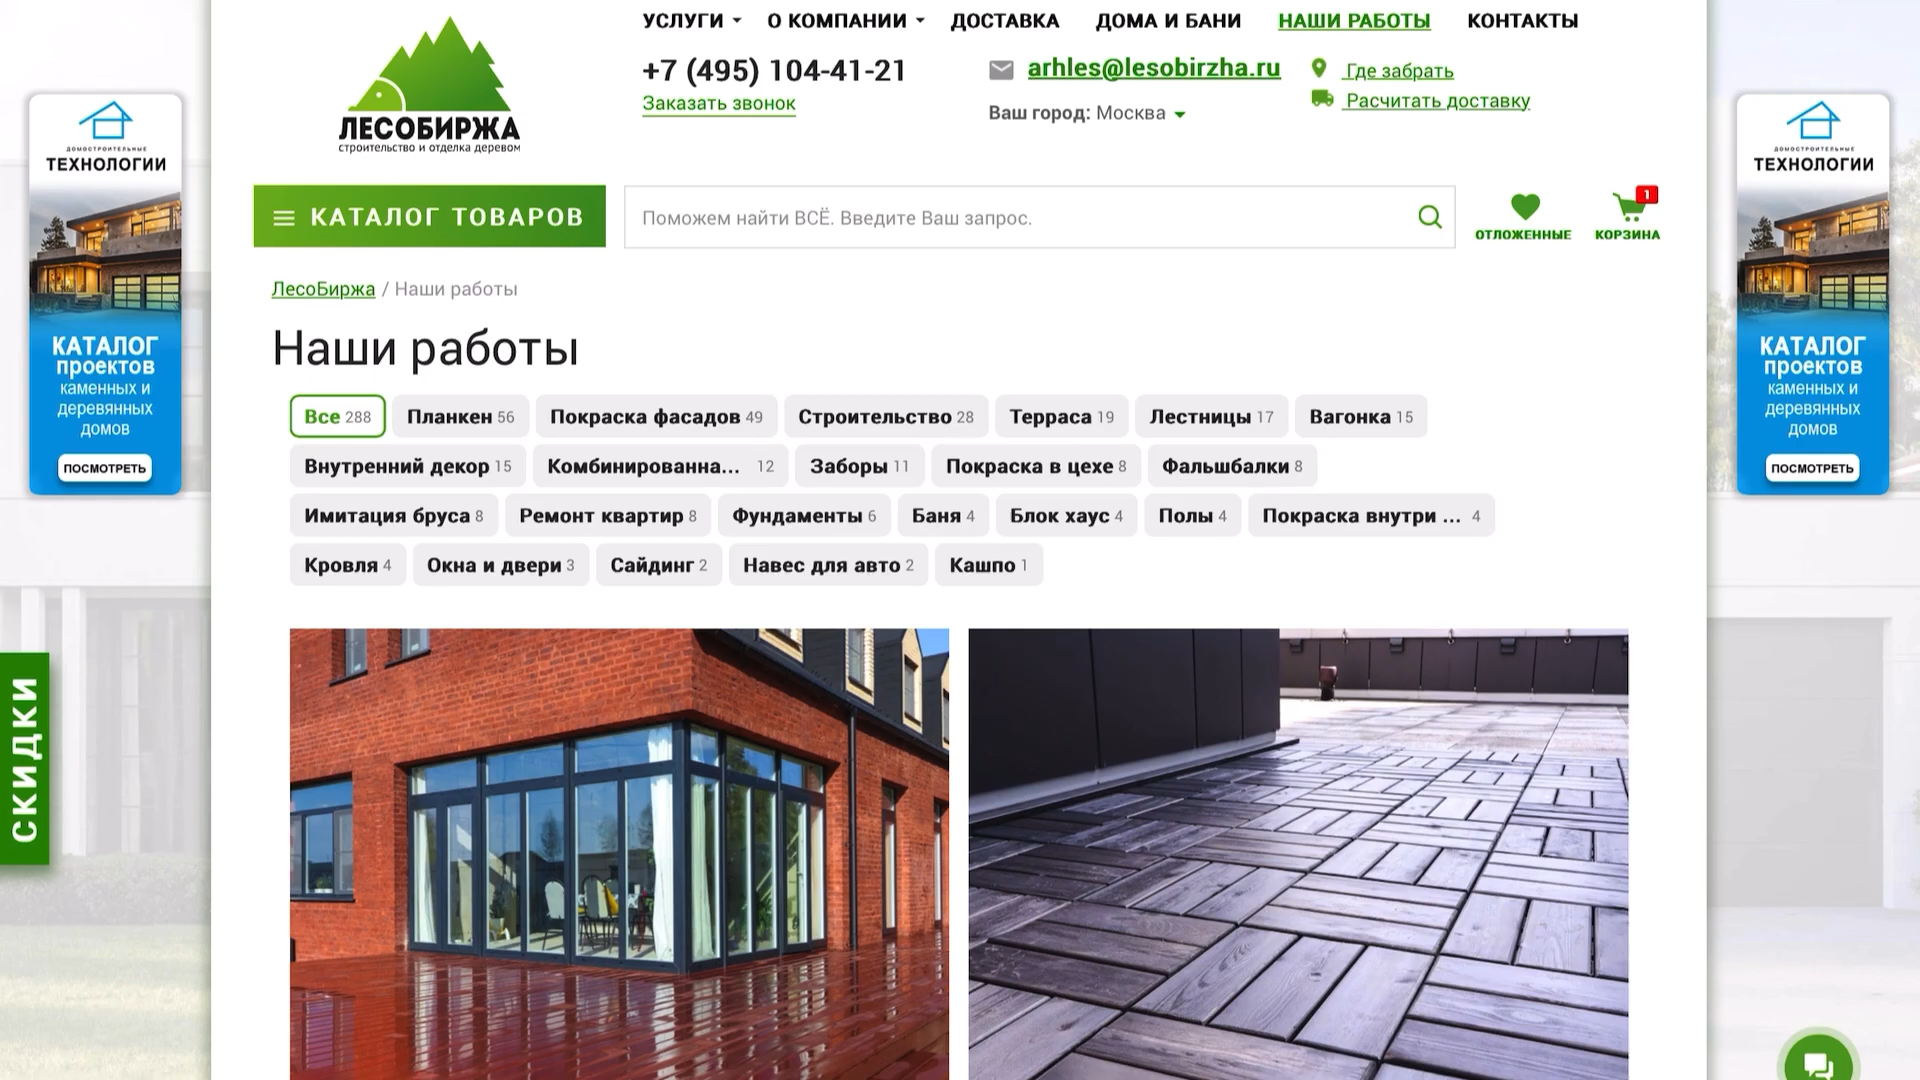 УСЛУГИ О КОМПАНИИ ДОСТАВКА ДОМА И БАНИ НАШИ РАБОТЫ КОНТАКТЫ
ЛЕСОБИРЖА
строительство и отделка деревом
+7 (495) 104-41-21
Заказать звонок
arhles@lesobirzha.ru
Ваш город: Москва
Где забрать
Расчитать доставку
КАТАЛОГ ТОВАРОВ
Поможем найти ВСЁ. Введите Ваш запрос.
ОТЛОЖЕННЫЕ
1
КОРЗИНА
ЛесоБиржа / Наши работы
Наши работы
Все 288 Планкен 56 Покраска фасадов 49 Строительство 28 Терраса 19 Лестницы 17 Вагонка 15
Внутренний декор 15 Комбинированна... 12 Заборы 11 Покраска в цехе 8 Фальшбалки 8
Имитация бруса 8 Ремонт квартир 8 Фундаменты 6 Баня 4 Блок хаус 4 Полы 4 Покраска внутри ... 4
Кровля 4 Окна и двери 3 Сайдинг 2 Навес для авто 2 Кашпо 1
ДОМОСТРОИТЕЛЬНЫЕ
ТЕХНОЛОГИИ
КАТАЛОГ
проектов
каменных и
деревянных
домов
ПОСМОТРЕТЬ
СКИДКИ
ДОМОСТРОИТЕЛЬНЫЕ
ТЕХНОЛОГИИ
КАТАЛОГ
проектов
каменных и
деревянных
домов
ПОСМОТРЕТЬ